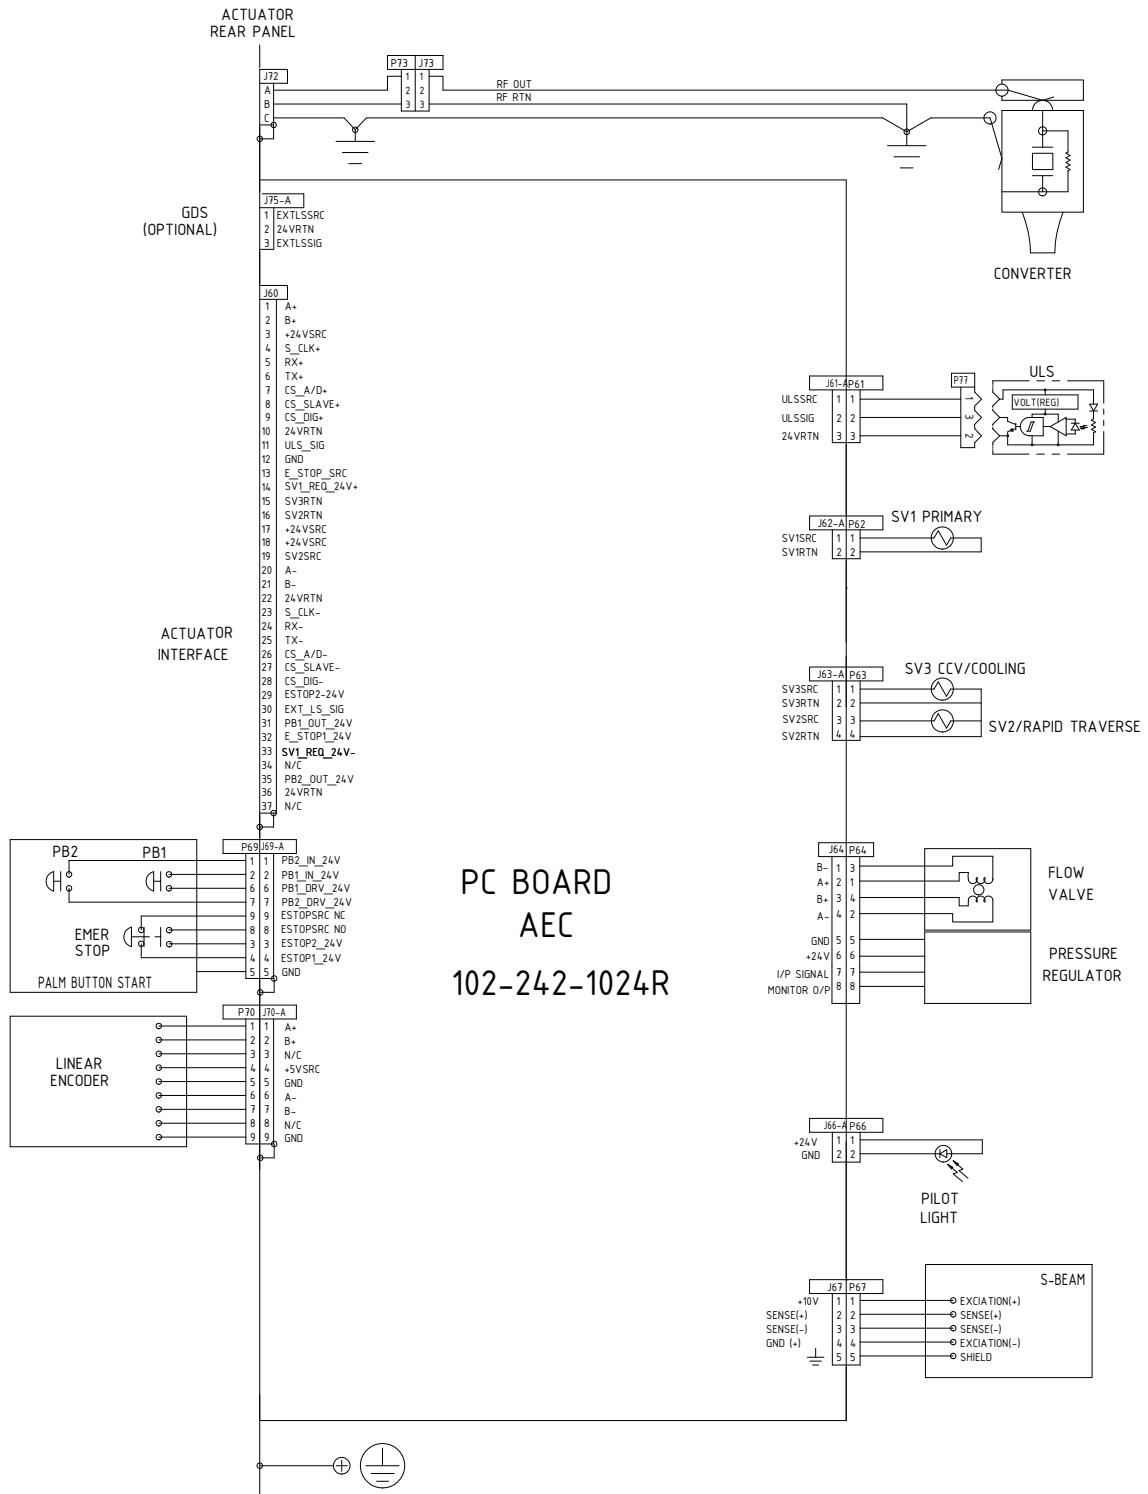 ACTUATOR
REAR PANEL
J72
A
B
C
P73 J73
1 1
2 2
3 3
RF OUT
RF RTN
CONVERTER
GDS
(OPTIONAL)
J75-A
1 EXTLSSRC
2 24VRTN
3 EXTLSSIG
ACTUATOR
INTERFACE
J60
1 A+
2 B+
3 +24VSRC
4 S_CLK+
5 RX+
6 TX+
7 CS_A/D+
8 CS_SLAVE+
9 CS_DIG+
10 24VRTN
11 ULS_SIG
12 GND
13 E_STOP_SRC
14 SV1_REQ_24V+
15 SV3RTN
16 SV2RTN
17 +24VSRC
18 +24VSRC
19 SV2SRC
20 A-
21 B-
22 24VRTN
23 S_CLK-
24 RX-
25 TX-
26 CS_A/D-
27 CS_SLAVE-
28 CS_DIG-
29 ESTOP2-24V
30 EXT_LS_SIG
31 PB1_OUT_24V
32 E_STOP1_24V
33 SV1_REQ_24V-
34 N/C
35 PB2_OUT_24V
36 24VRTN
37 N/C
PB2 PB1
EMER
STOP
PALM BUTTON START
P69 J69-A
1 1 PB2_IN_24V
2 2 PB1_IN_24V
6 6 PB1_DRV_24V
7 7 PB2_DRV_24V
9 9 ESTOPSRC NC
8 8 ESTOPSRC NO
3 3 ESTOP2_24V
4 4 ESTOP1_24V
5 5 GND
LINEAR
ENCODER
P70 J70-A
1 1 A+
2 2 B+
3 3 N/C
4 4 +5VSRC
5 5 GND
6 6 A-
7 7 B-
8 8 N/C
9 9 GND
PC BOARD
AEC
102-242-1024R
J61-A P61
ULSSRC 1 1
ULSSIG 2 2
24VRTN 3 3
P77
1
3
2
ULS
VOLT(REG)
J62-A P62
SV1SRC 1 1
SV1RTN 2 2
SV1 PRIMARY
J63-A P63
SV3SRC 1 1
SV3RTN 2 2
SV2SRC 3 3
SV2RTN 4 4
SV3 CCV/COOLING
SV2/RAPID TRAVERSE
J64 P64
B- 1 3
A+ 2 1
B+ 3 4
A- 4 2
GND 5 5
+24V 6 6
I/P SIGNAL 7 7
MONITOR O/P 8 8
FLOW
VALVE
PRESSURE
REGULATOR
J66-A P66
+24V 1 1
GND 2 2
PILOT
LIGHT
J67 P67
+10V 1 1
SENSE(+) 2 2
SENSE(-) 3 3
GND (+) 4 4
5 5
S-BEAM
EXCIATION(+)
SENSE(+)
SENSE(-)
EXCIATION(-)
SHIELD